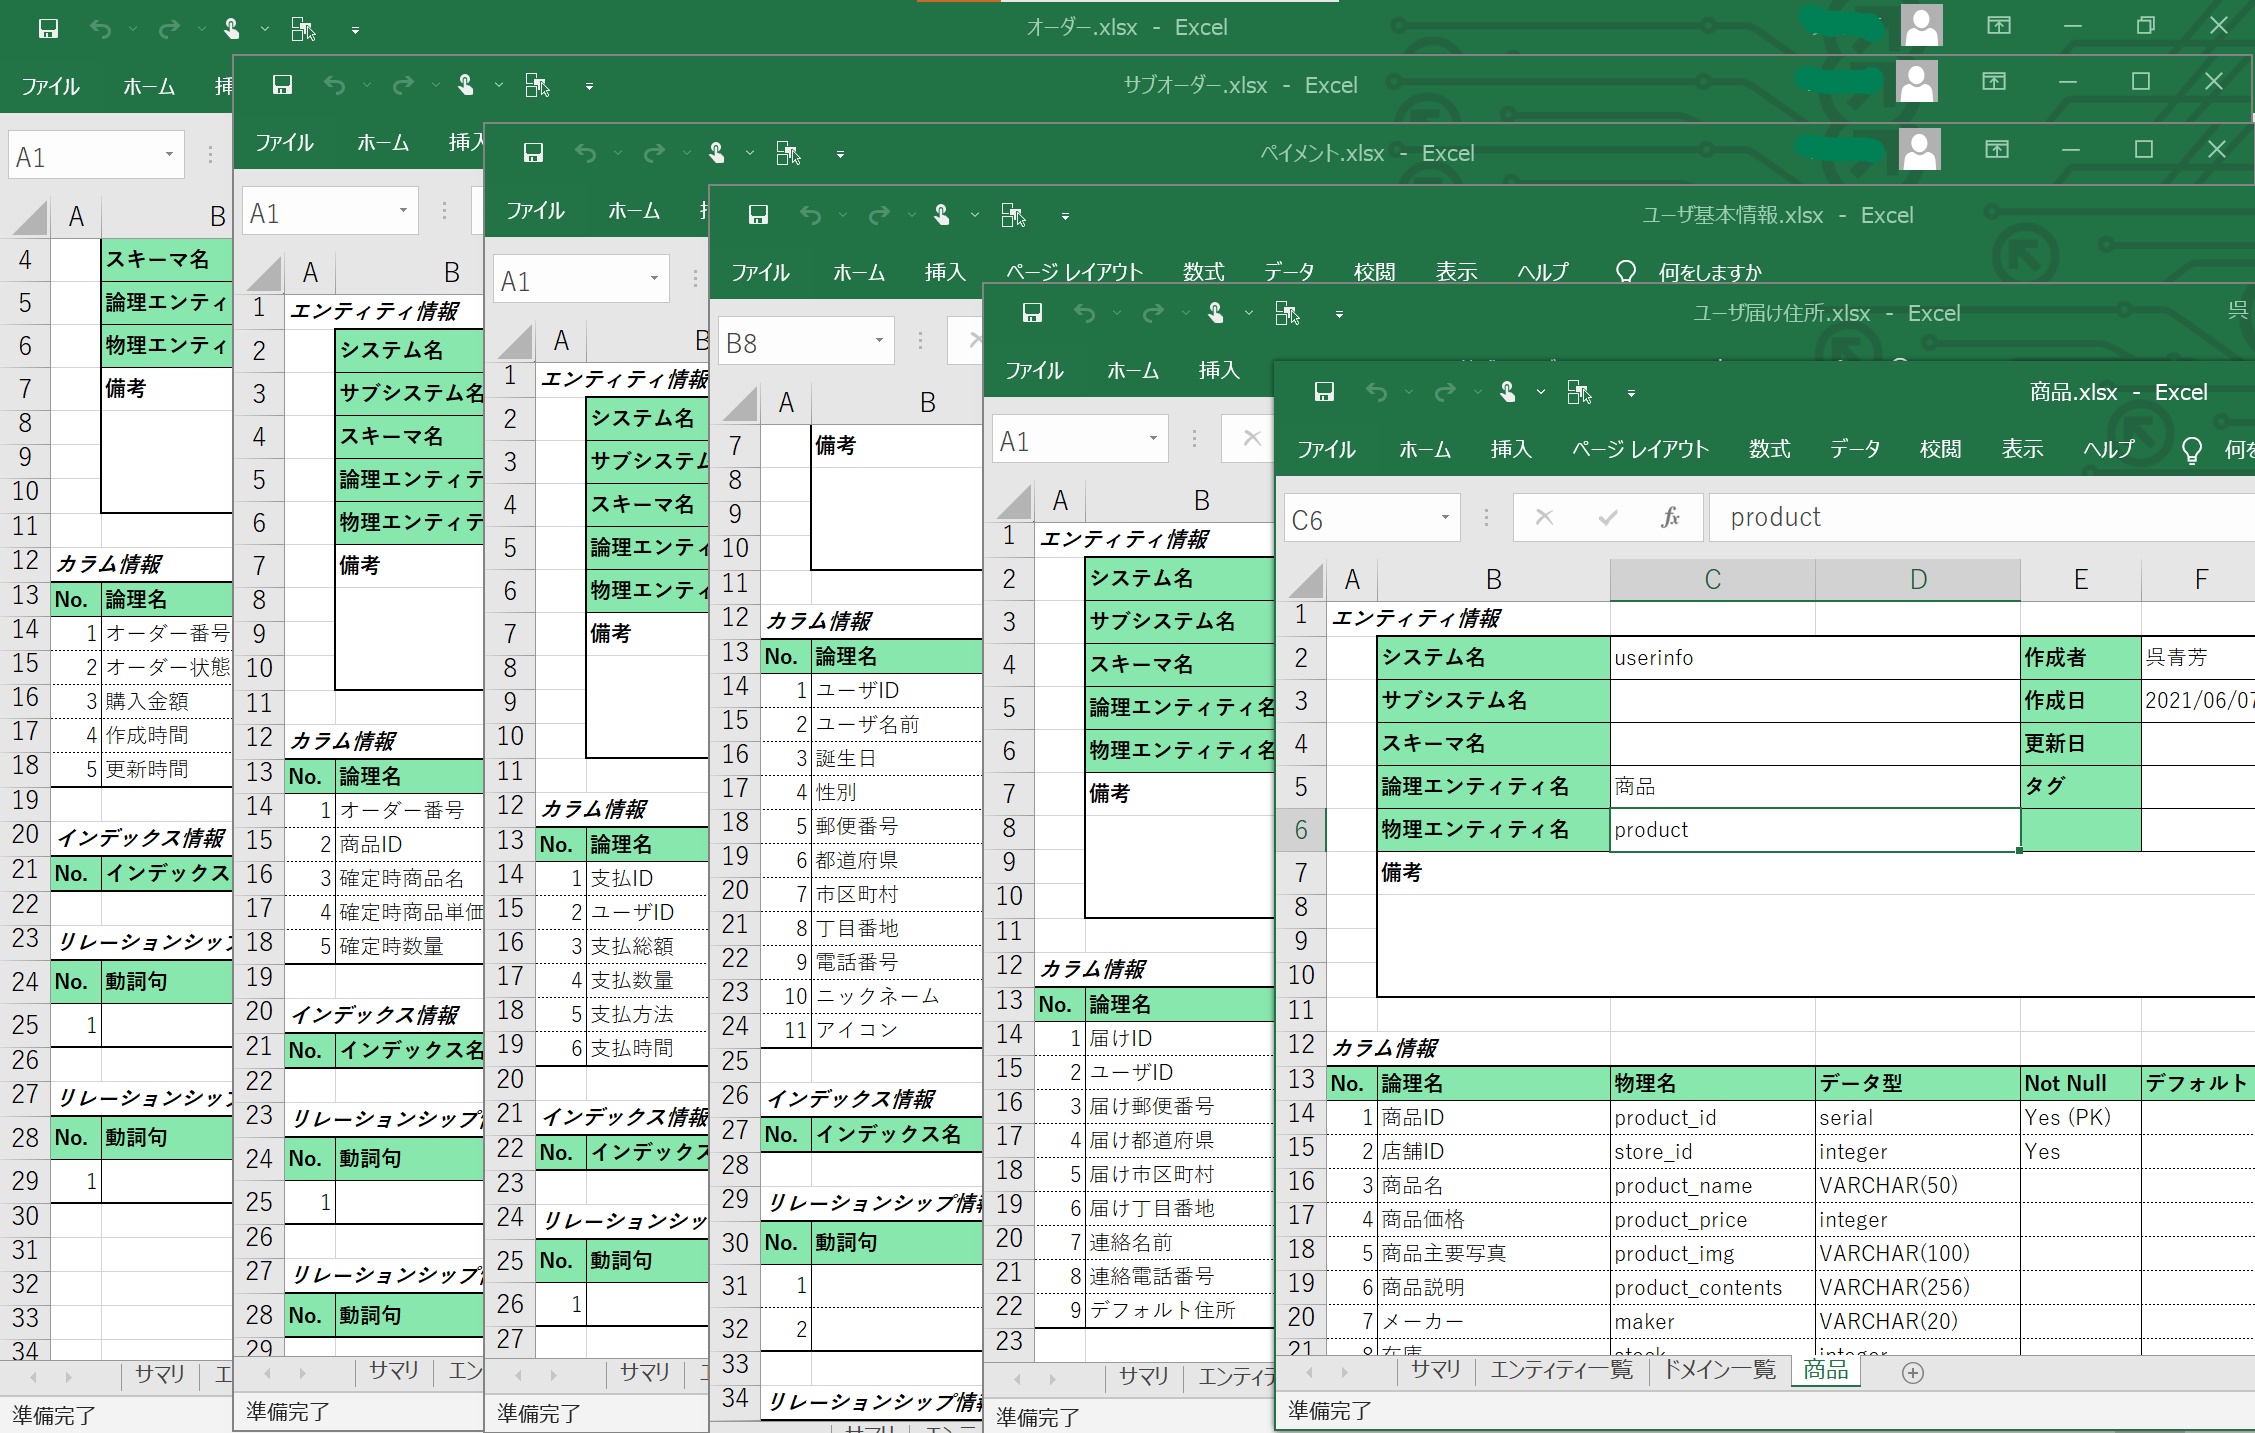 オーダー.xlsx - Excel
ファイル ホーム 挿
A1
A B
4 スキーマ名
5 論理エンティ
6 物理エンティ
7 備考
8
9
10
11
12 カラム情報
13 No. 論理名
14 1 オーダー番号
15 2 オーダー状態
16 3 購入金額
17 4 作成時間
18 5 更新時間
19
20 インデックス情報
21 No. インデックス
22
23 リレーションシップ
24 No. 動詞句
25 1
26
27 リレーションシップ
28 No. 動詞句
29 1
30
31
32
33
34
サマリ エ
準備完了
サブオーダー.xlsx - Excel
ファイル ホーム 挿入
A1
A B
1 エンティティ情報
2 システム名
3 サブシステム名
4 スキーマ名
5 論理エンティテ
6 物理エンティテ
7 備考
8
9
10
11
12 カラム情報
13 No. 論理名
14 1 オーダー番号
15 2 商品ID
16 3 確定時商品名
17 4 確定時商品単価
18 5 確定時数量
19
20 インデックス情報
21 No. インデックス名
22
23 リレーションシップ
24 No. 動詞句
25 1
26
27 リレーションシップ
28 No. 動詞句
29
サマリ エン
準備完了
ペイメント.xlsx - Excel
ファイル ホーム
A1
A B
1 エンティティ情報
2 システム名
3 サブシステム
4 スキーマ名
5 論理エンティ
6 物理エンティ
7 備考
8
9
10
11
12 カラム情報
13 No. 論理名
14 1 支払ID
15 2 ユーザID
16 3 支払総額
17 4 支払数量
18 5 支払方法
19 6 支払時間
20
21 インデックス情報
22 No. インデックス
23
24 リレーションシッ
25 No. 動詞句
26 1
27
サマリ
準備完了
ユーザ基本情報.xlsx - Excel
ファイル ホーム 挿入 ページ レイアウト 数式 データ 校閲 表示 ヘルプ 何をしますか
B8
A B
7 備考
8
9
10
11
12 カラム情報
13 No. 論理名
14 1 ユーザID
15 2 ユーザ名前
16 3 誕生日
17 4 性別
18 5 郵便番号
19 6 都道府県
20 7 市区町村
21 8 丁目番地
22 9 電話番号
23 10 ニックネーム
24 11 アイコン
25
26 インデックス情報
27 No. インデックス名
28
29 リレーションシップ情
30 No. 動詞句
31 1
32 2
33
34 リレーションシップ情
ユーザ届け住所.xlsx - Excel 呉
ファイル ホーム 挿入
A1
A B
1 エンティティ情報
2 システム名
3 サブシステム名
4 スキーマ名
5 論理エンティティ名
6 物理エンティティ名
7 備考
8
9
10
11
12 カラム情報
13 No. 論理名
14 1 届けID
15 2 ユーザID
16 3 届け郵便番号
17 4 届け都道府県
18 5 届け市区町村
19 6 届け丁目番地
20 7 連絡名前
21 8 連絡電話番号
22 9 デフォルト住所
23
サマリ エンティテ
準備完了
商品.xlsx - Excel
ファイル ホーム 挿入 ページ レイアウト 数式 データ 校閲 表示 ヘルプ 何を
C6 fx product
A B C D E F
1 エンティティ情報
2 システム名 userinfo 作成者 呉青芳
3 サブシステム名 作成日 2021/06/07
4 スキーマ名 更新日
5 論理エンティティ名 商品 タグ
6 物理エンティティ名 product
7 備考
8
9
10
11
12 カラム情報
13 No. 論理名 物理名 データ型 Not Null デフォルト
14 1 商品ID product_id serial Yes (PK)
15 2 店舗ID store_id integer Yes
16 3 商品名 product_name VARCHAR(50)
17 4 商品価格 product_price integer
18 5 商品主要写真 product_img VARCHAR(100)
19 6 商品説明 product_contents VARCHAR(256)
20 7 メーカー maker VARCHAR(20)
21 8 在庫 stock integer
サマリ エンティティ一覧 ドメイン一覧 商品
準備完了